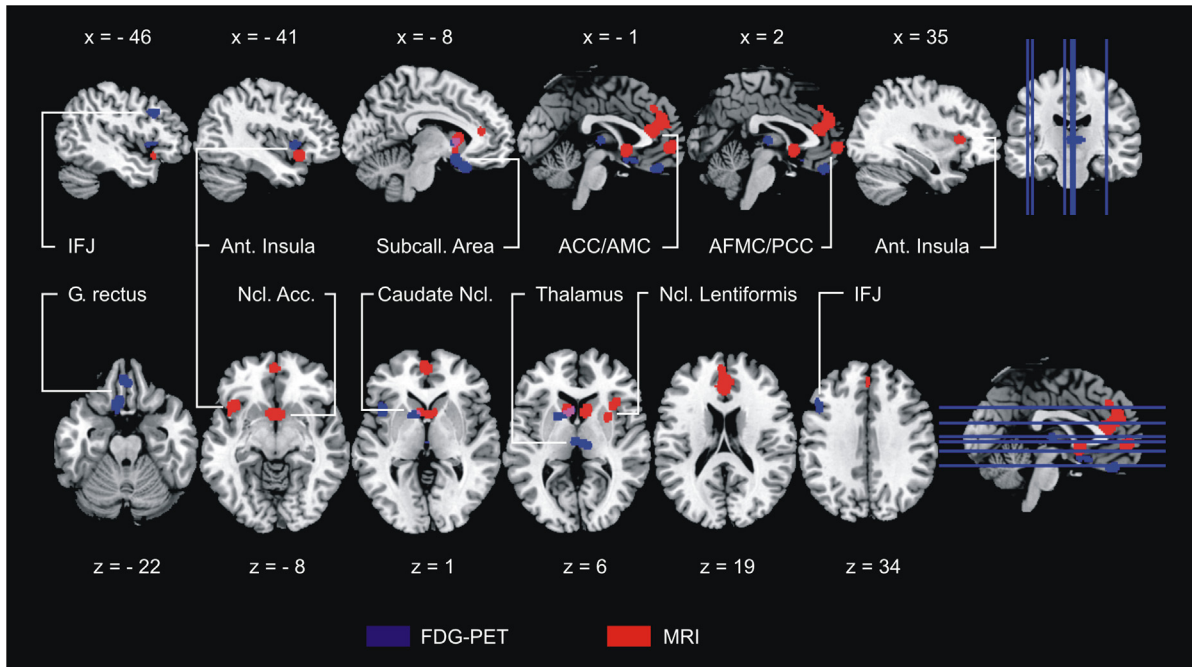 x = - 46 x = - 41 x = - 8 x = - 1 x = 2 x = 35
IFJ Ant. Insula Subcall. Area ACC/AMC AFMC/PCC Ant. Insula
G. rectus Ncl. Acc. Caudate Ncl. Thalamus Ncl. Lentiformis IFJ
z = - 22 z = - 8 z = 1 z = 6 z = 19 z = 34
FDG-PET MRI